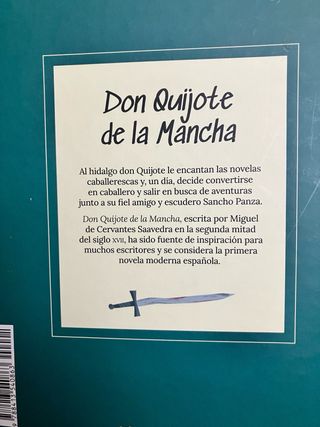 Don Quijote
de la Mancha
Al hidalgo don Quijote le encantan las novelas
caballerescas y, un día, decide convertirse
en caballero y salir en busca de aventuras
junto a su fiel amigo y escudero Sancho Panza.
Don Quijote de la Mancha, escrita por Miguel
de Cervantes Saavedra en la segunda mitad
del siglo XVII, ha sido fuente de inspiración para
muchos escritores y se considera la primera
novela moderna española.